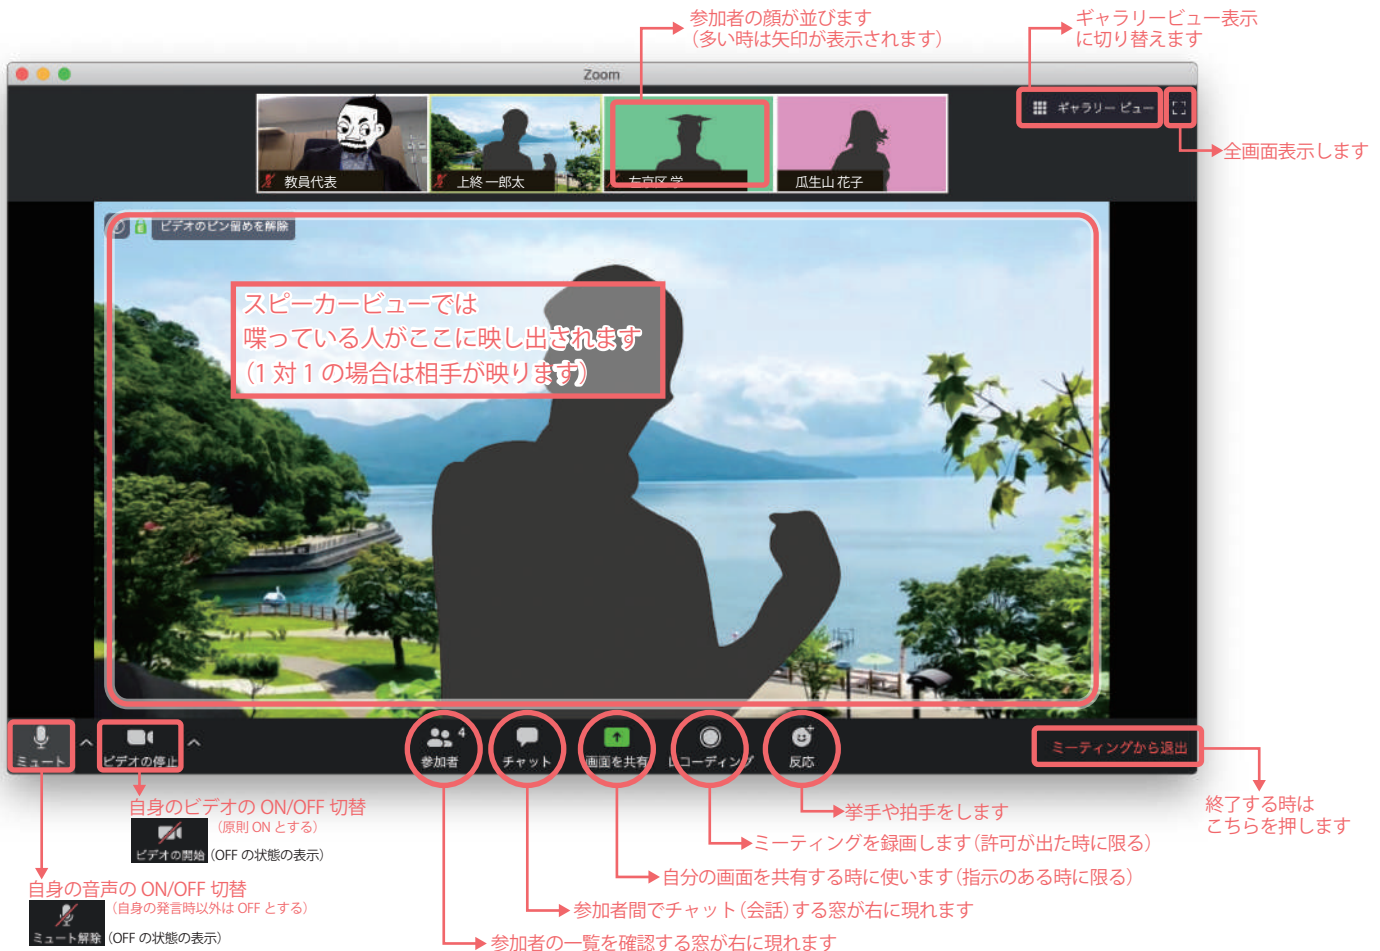 参加者の顔が並びます
（多い時は矢印が表示されます）
ギャラリービュー表示
に切り替えます
Zoom
ギャラリー ビュー
全画面表示します
教員代表
上終 一郎太
左京区 学
瓜生山 花子
ビデオのピン留めを解除
スピーカービューでは
喋っている人がここに映し出されます
（1 対 1 の場合は相手が映ります）
ミュート
ビデオの停止
4
参加者
チャット
画面を共有
レコーディング
反応
ミーティングから退出
終了する時は
こちらを押します
自身のビデオの ON/OFF 切替
（原則 ON とする）
ビデオの開始
（OFF の状態の表示）
挙手や拍手をします
ミーティングを録画します（許可が出た時に限る）
自分の画面を共有する時に使います（指示のある時に限る）
自身の音声の ON/OFF 切替
（自身の発言時以外は OFF とする）
ミュート解除
（OFF の状態の表示）
参加者間でチャット（会話）する窓が右に現れます
参加者の一覧を確認する窓が右に現れます